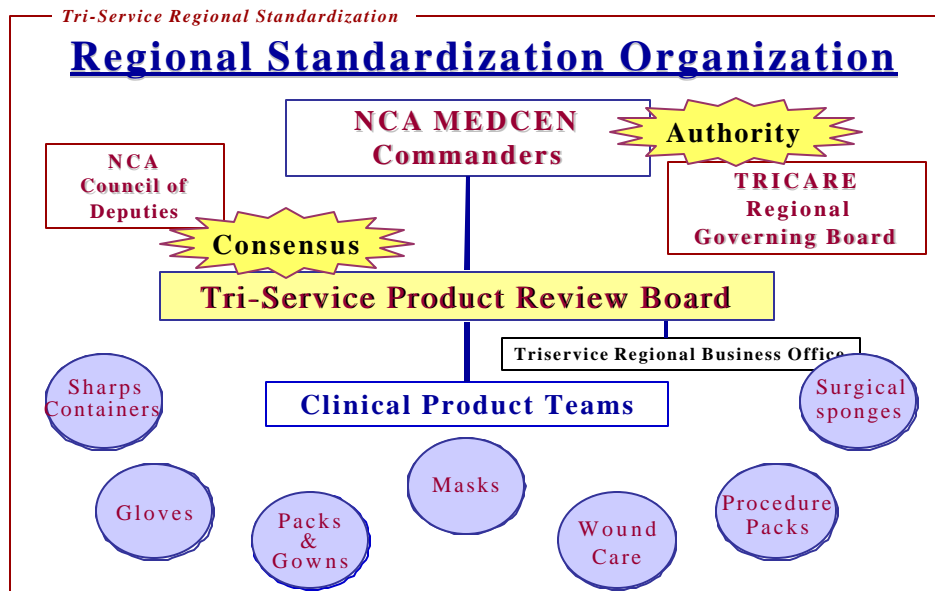 Tri-Service Regional Standardization
Regional Standardization Organization
NCA MEDCEN
Commanders
Authority
NCA
Council of
Deputies
TRICARE
Regional
Governing Board
Consensus
Tri-Service Product Review Board
Triservice Regional Business Office
Clinical Product Teams
Sharps
Containers
Surgical
sponges
Gloves
Packs
&
Gowns
Masks
Wound
Care
Procedure
Packs